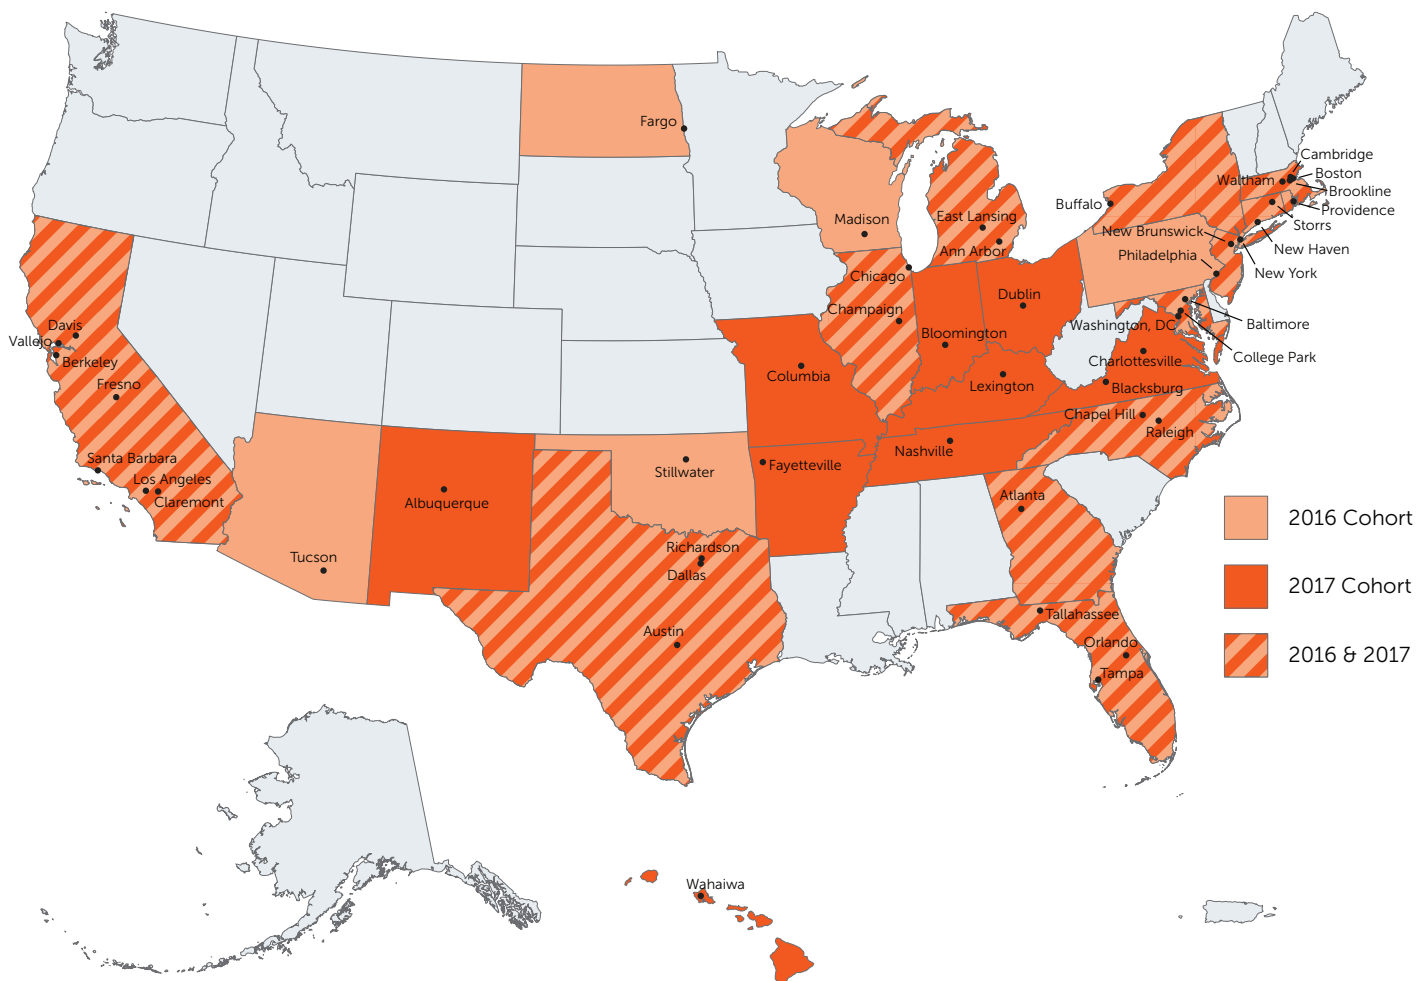 Fargo
Madison
East Lansing
Ann Arbor
Chicago
Champaign
Buffalo
Cambridge
Boston
Waltham
Brookline
Providence
Storrs
New Haven
New York
New Brunswick
Philadelphia
Baltimore
Washington, DC
College Park
Dublin
Bloomington
Charlottesville
Blacksburg
Lexington
Columbia
Chapel Hill
Raleigh
Nashville
Davis
Vallejo
Berkeley
Fresno
Santa Barbara
Los Angeles
Claremont
Stillwater
Fayetteville
Albuquerque
Atlanta
Tucson
Richardson
Dallas
Austin
Tallahassee
Orlando
Tampa
2016 Cohort
2017 Cohort
2016 & 2017
Wahaiwa